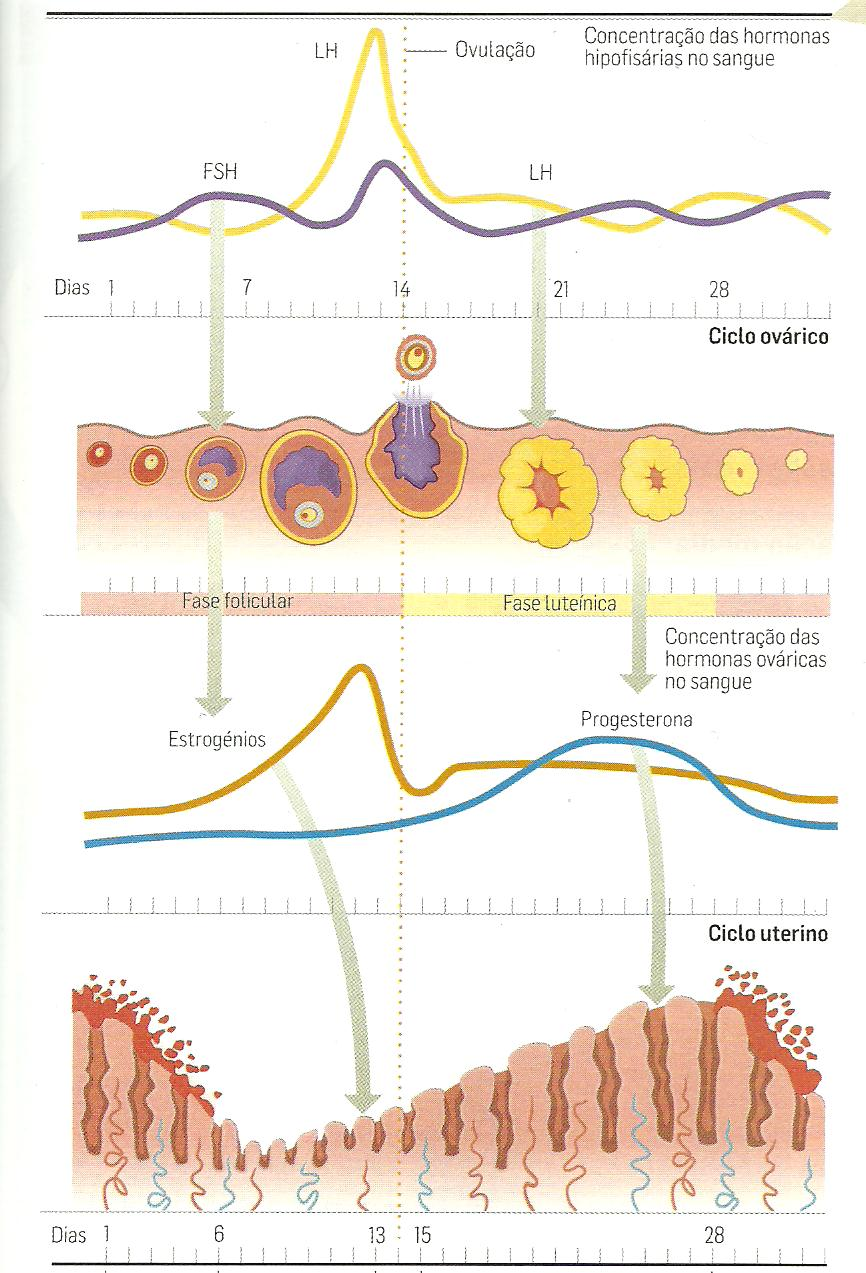 LH
Ovulação
Concentração das hormonas
hipofisárias no sangue
FSH
LH
Dias 1 7 14 21 28
Ciclo ovárico
Fase folicular
Fase luteínica
Concentração das
hormonas ováricas
no sangue
Estrogénios
Progesterona
Ciclo uterino
Dias 1 6 13 15 28